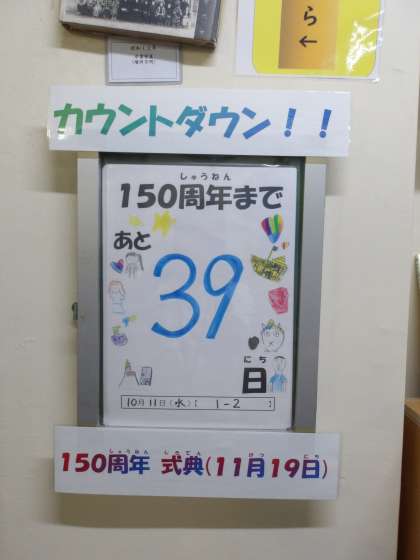 ら←
カウントダウン！！
しゅうねん
150周年まで
あと
39
にち
日
10月11日(水)[ 1-2 ]
しゅうねん しきてん がつ にち
150周年 式典(11月19日)